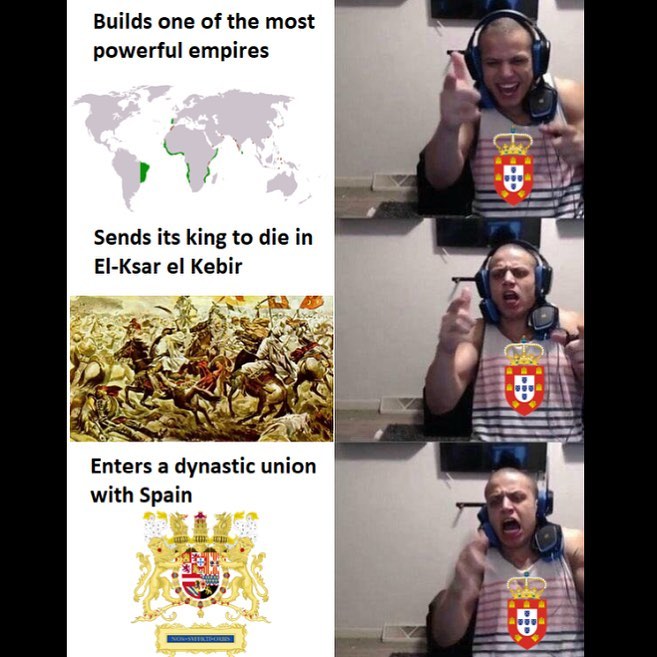 Builds one of the most
powerful empires
Sends its king to die in
El-Ksar el Kebir
Enters a dynastic union
with Spain